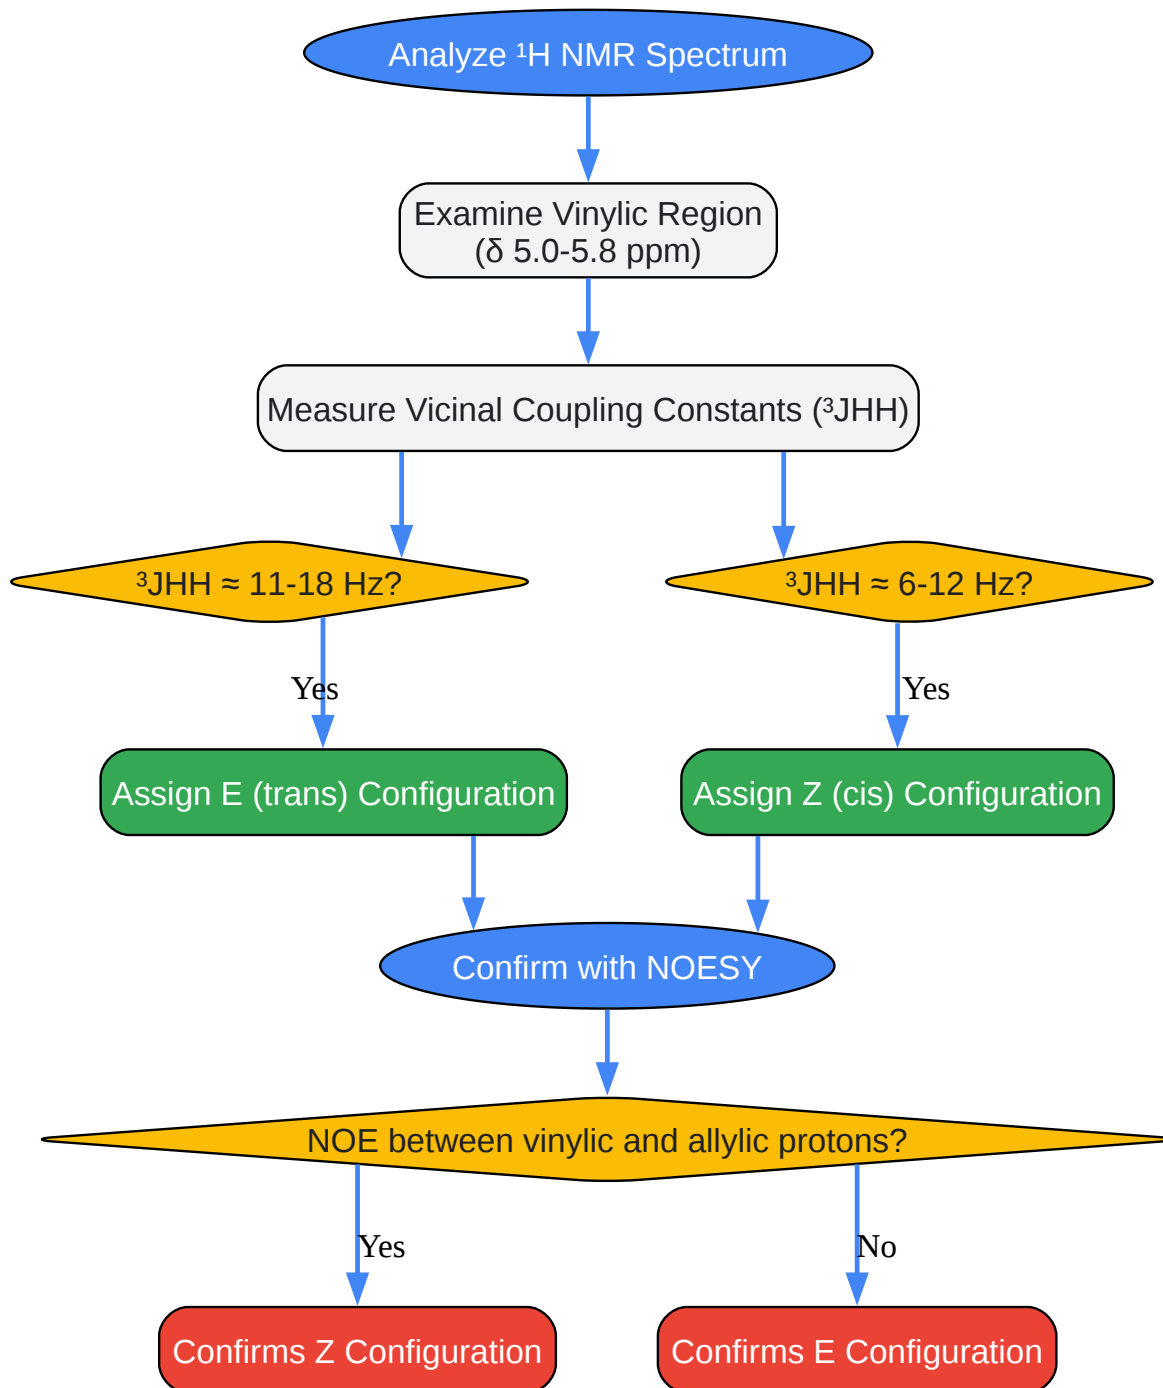 Analyze ¹H NMR Spectrum
Examine Vinylic Region
(δ 5.0-5.8 ppm)
Measure Vicinal Coupling Constants (³JHH)
³JHH ≈ 11-18 Hz?
³JHH ≈ 6-12 Hz?
Yes
Yes
Assign E (trans) Configuration
Assign Z (cis) Configuration
Confirm with NOESY
NOE between vinylic and allylic protons?
Yes
No
Confirms Z Configuration
Confirms E Configuration